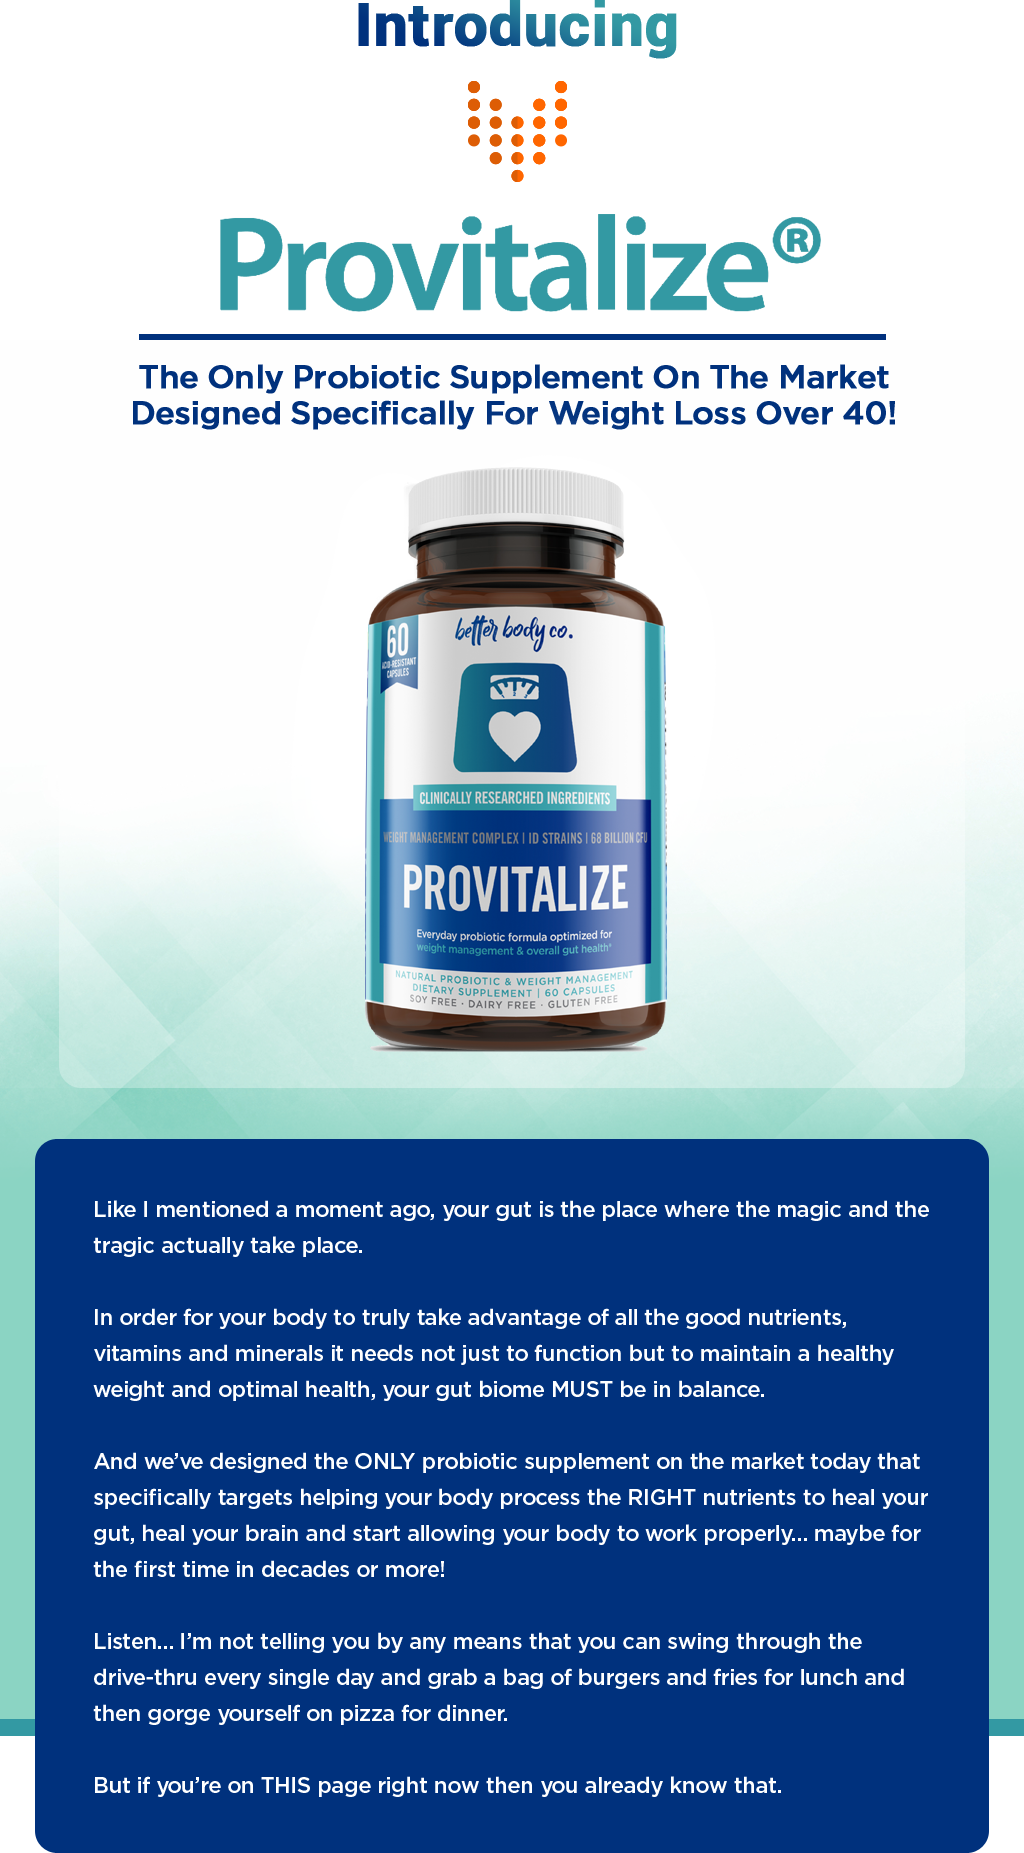 Introducing
Provitalize®
The Only Probiotic Supplement On The Market
Designed Specifically For Weight Loss Over 40!
better body co.
60
ACID-RESISTANT
CAPSULES
CLINICALLY RESEARCHED INGREDIENTS
WEIGHT MANAGEMENT COMPLEX | 10 STRAINS | 68 BILLION CFU
PROVITALIZE
Everyday probiotic formula optimized for
weight management & overall gut health*
NATURAL PROBIOTIC & WEIGHT MANAGEMENT
DIETARY SUPPLEMENT | 60 CAPSULES
SOY FREE · DAIRY FREE · GLUTEN FREE
Like I mentioned a moment ago, your gut is the place where the magic and the
tragic actually take place.
In order for your body to truly take advantage of all the good nutrients,
vitamins and minerals it needs not just to function but to maintain a healthy
weight and optimal health, your gut biome MUST be in balance.
And we’ve designed the ONLY probiotic supplement on the market today that
specifically targets helping your body process the RIGHT nutrients to heal your
gut, heal your brain and start allowing your body to work properly... maybe for
the first time in decades or more!
Listen... I’m not telling you by any means that you can swing through the
drive-thru every single day and grab a bag of burgers and fries for lunch and
then gorge yourself on pizza for dinner.
But if you’re on THIS page right now then you already know that.